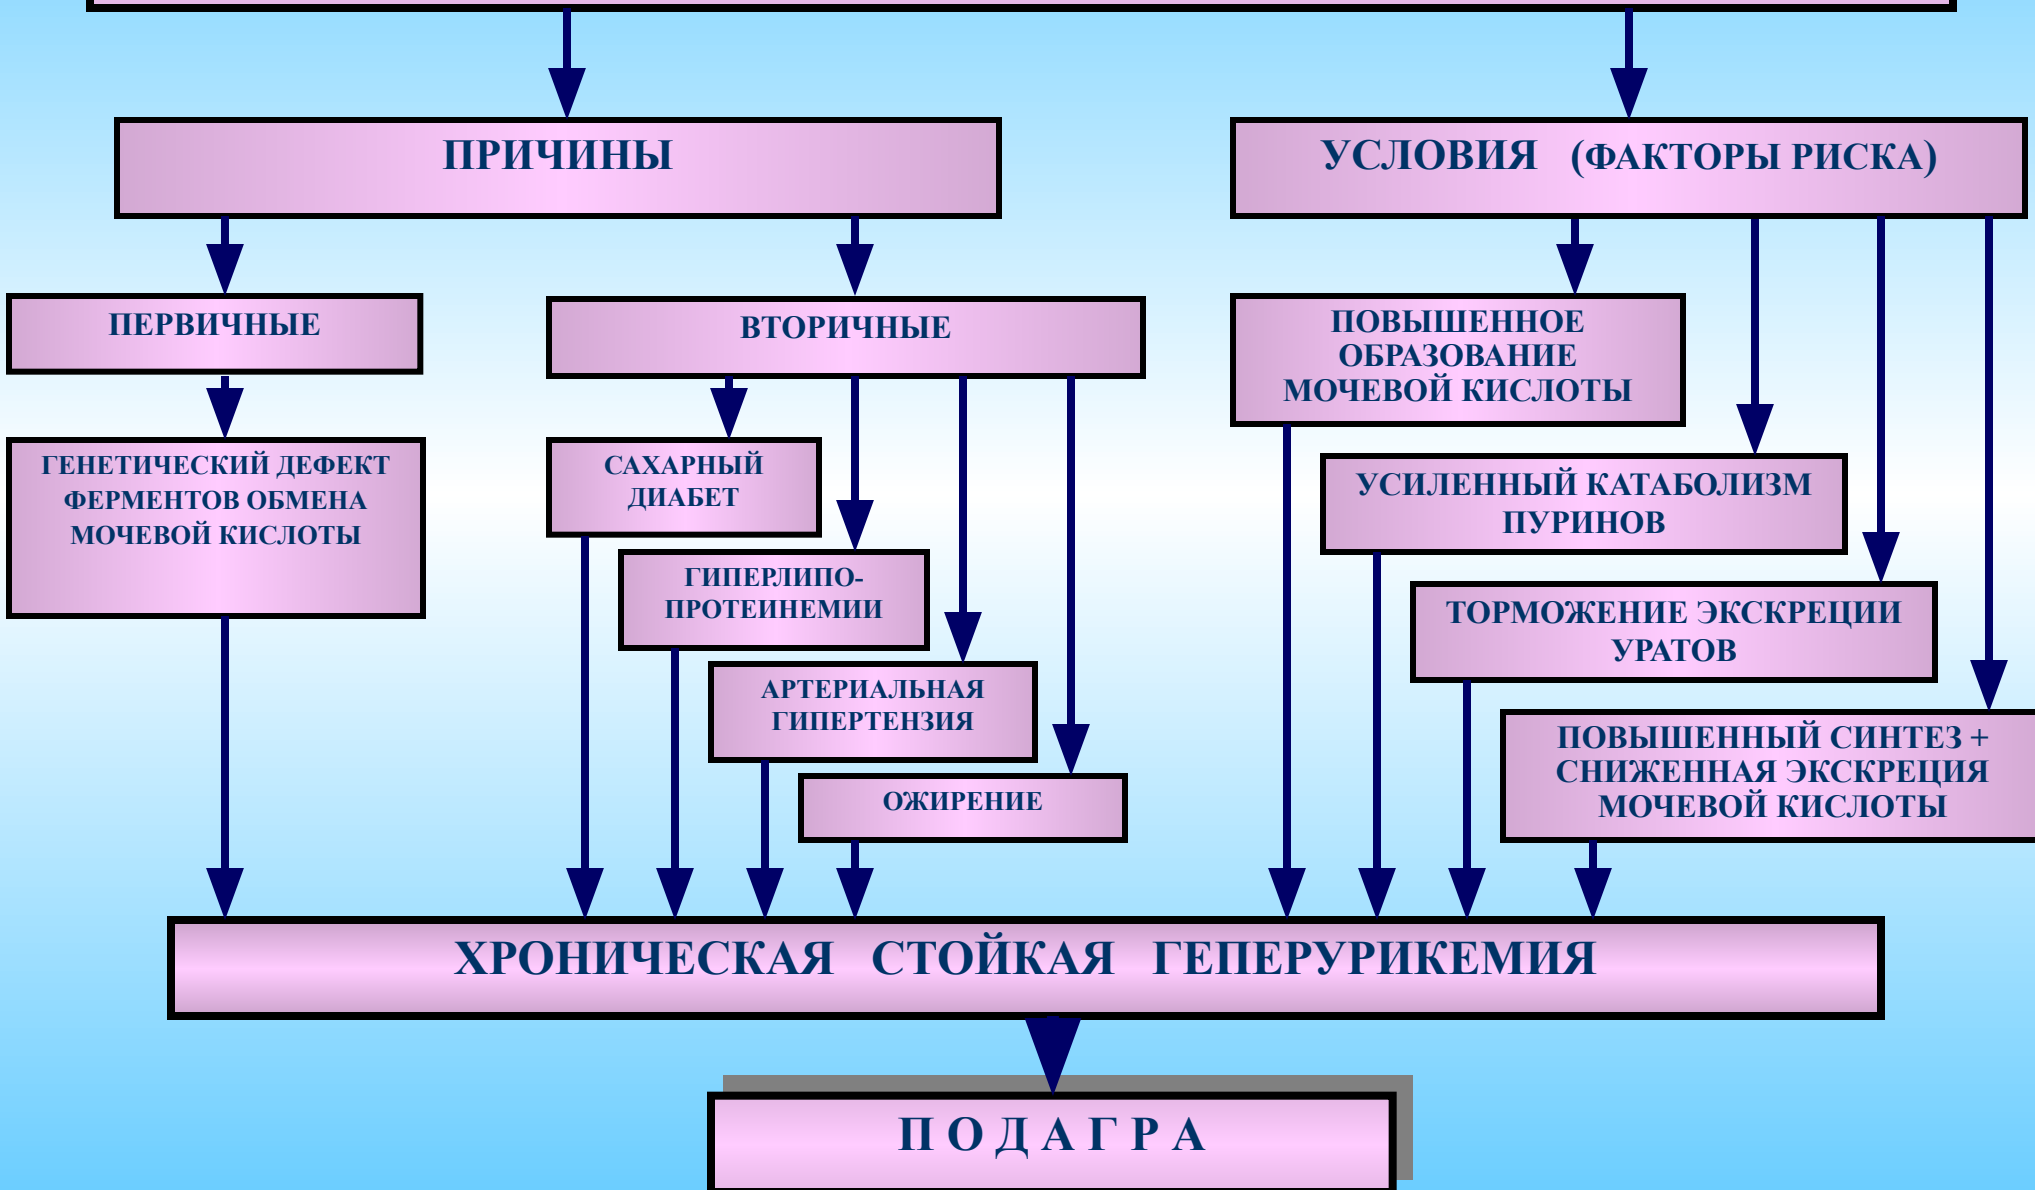 ПРИЧИНЫ
УСЛОВИЯ (ФАКТОРЫ РИСКА)
ПЕРВИЧНЫЕ
ВТОРИЧНЫЕ
ПОВЫШЕННОЕ
ОБРАЗОВАНИЕ
МОЧЕВОЙ КИСЛОТЫ
ГЕНЕТИЧЕСКИЙ ДЕФЕКТ
ФЕРМЕНТОВ ОБМЕНА
МОЧЕВОЙ КИСЛОТЫ
САХАРНЫЙ
ДИАБЕТ
УСИЛЕННЫЙ КАТАБОЛИЗМ
ПУРИНОВ
ГИПЕРЛИПО-
ПРОТЕИНЕМИИ
ТОРМОЖЕНИЕ ЭКСКРЕЦИИ
УРАТОВ
АРТЕРИАЛЬНАЯ
ГИПЕРТЕНЗИЯ
ПОВЫШЕННЫЙ СИНТЕЗ +
СНИЖЕННАЯ ЭКСКРЕЦИЯ
МОЧЕВОЙ КИСЛОТЫ
ОЖИРЕНИЕ
ХРОНИЧЕСКАЯ СТОЙКАЯ ГЕПЕРУРИКЕМИЯ
П О Д А Г Р А